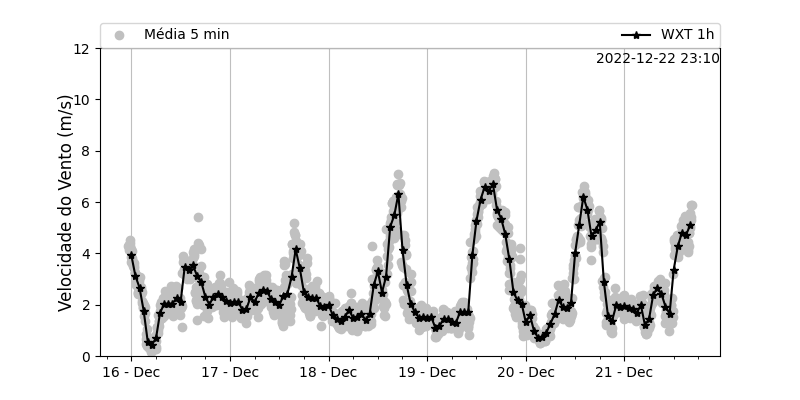 Média 5 min
WXT 1h
2022-12-22 23:10
Velocidade do Vento (m/s)
12
10
8
6
4
2
0
16 - Dec
17 - Dec
18 - Dec
19 - Dec
20 - Dec
21 - Dec